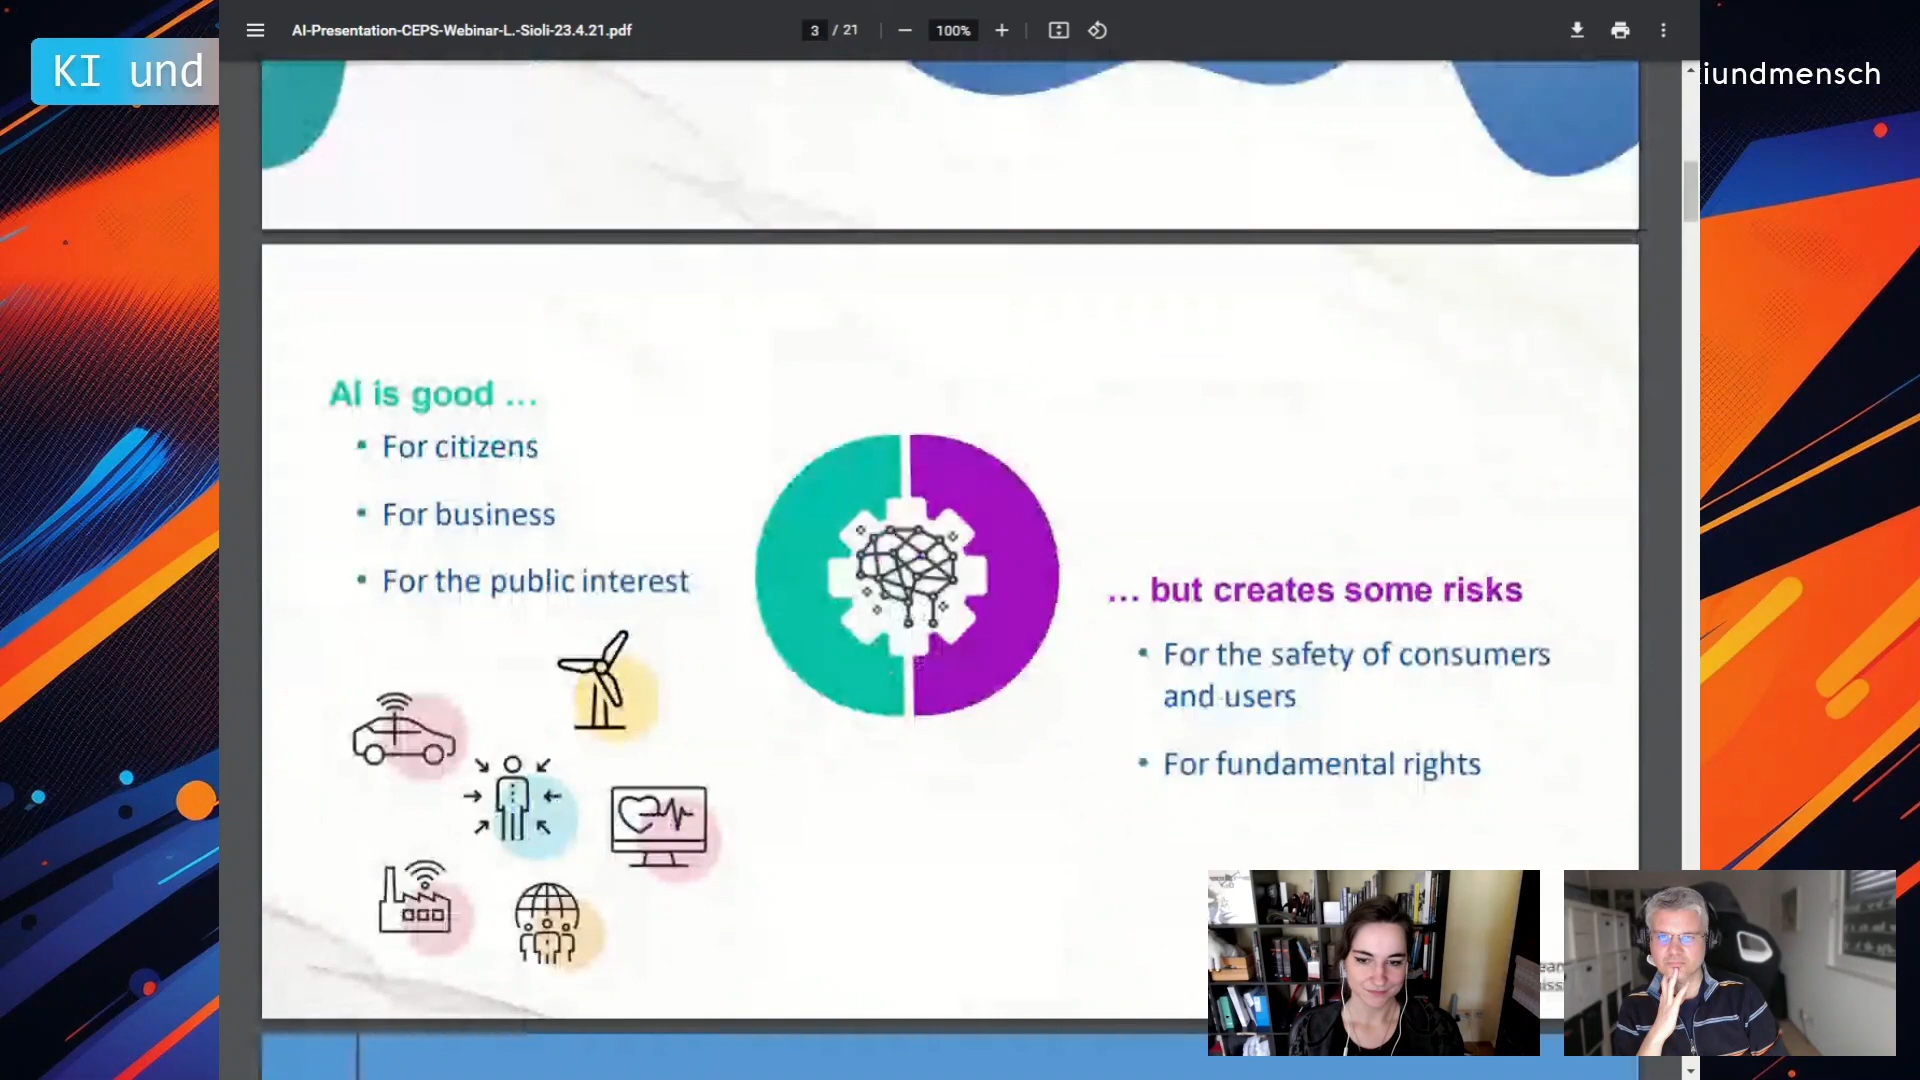 AI-Presentation-CEPS-Webinar-L.-Sioli-23.4.21.pdf
3 / 21
100%
KI und
iundmensch
AI is good ...
• For citizens
• For business
• For the public interest
... but creates some risks
• For the safety of consumers
and users
• For fundamental rights